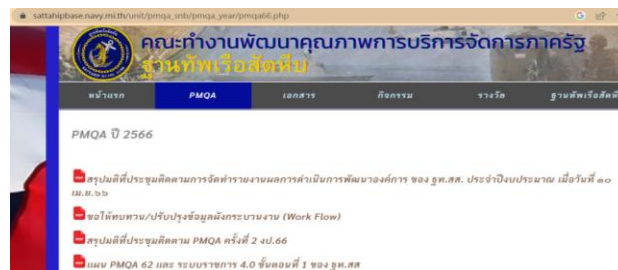 sattahipbase.navy.mi.th/unit/pmqa_snb/pmqa_year/pmqa66.php
คณะทำงานพัฒนาคุณภาพการบริการจัดการภาครัฐ
ฐานทัพเรือสัตหีบ
หน้าแรก PMQA เอกสาร กิจกรรม รางวัล ฐานทัพเรือสัตหี
PMQA ปี 2566
สรุปมติที่ประชุมติดตามการจัดทำรายงานผลการดำเนินการพัฒนาองค์การ ของ ฐท.สส. ประจำปีงบประมาณ เมื่อวันที่ ๑๐
เม.ย.๖๖
ขอให้ทบทวน/ปรับปรุงข้อมูลผังกระบวนงาน (Work Flow)
สรุปมติที่ประชุมติดตาม PMQA ครั้งที่ 2 งป.66
แผน PMQA 62 และ ระบบราชการ 4.0 ขั้นตอนที่ 1 ของ ฐท.สส